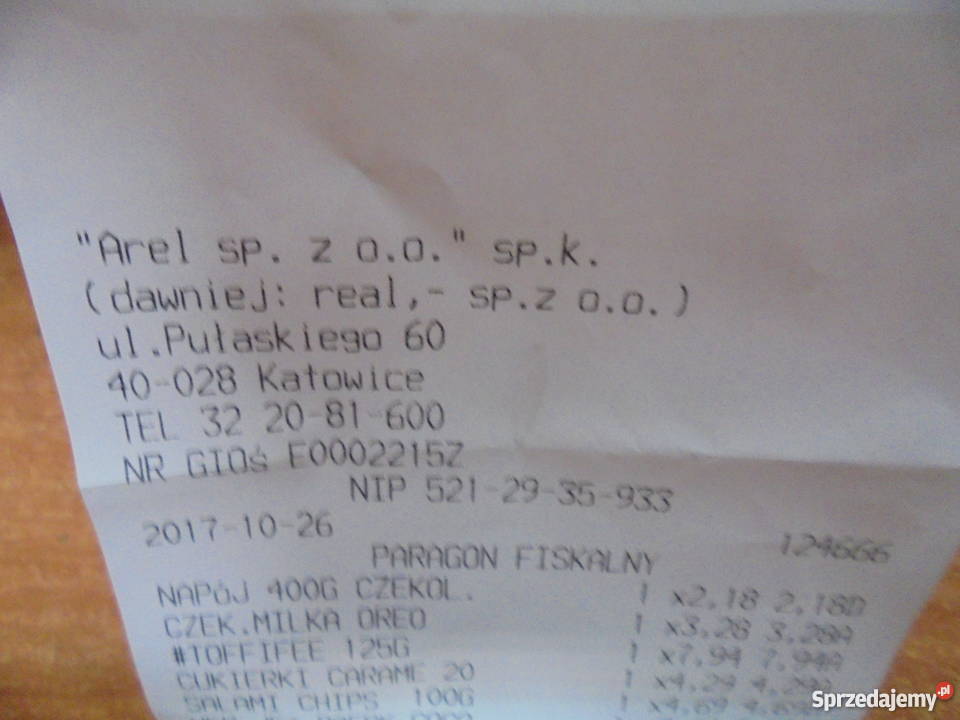 "Arel sp. z o.o." sp.k.
(dawniej: real,- sp.z o.o.)
ul.Pułaskiego 60
40-028 Katowice
TEL 32 20-81-600
NR GIOś E0002215Z
NIP 521-29-35-933
2017-10-26 124666
PARAGON FISKALNY
NAPóJ 400G CZEKOL. 1 x2,18 2,18D
CZEK.MILKA OREO 1 x3,28 3,28A
#TOFFIFEE 125G 1 x7,94 7,94A
CUKIERKI CARAME 20 1 x4,29 4,29A
SALAMI CHIPS 100G 1 x4,69
Sprzedajemy.pl